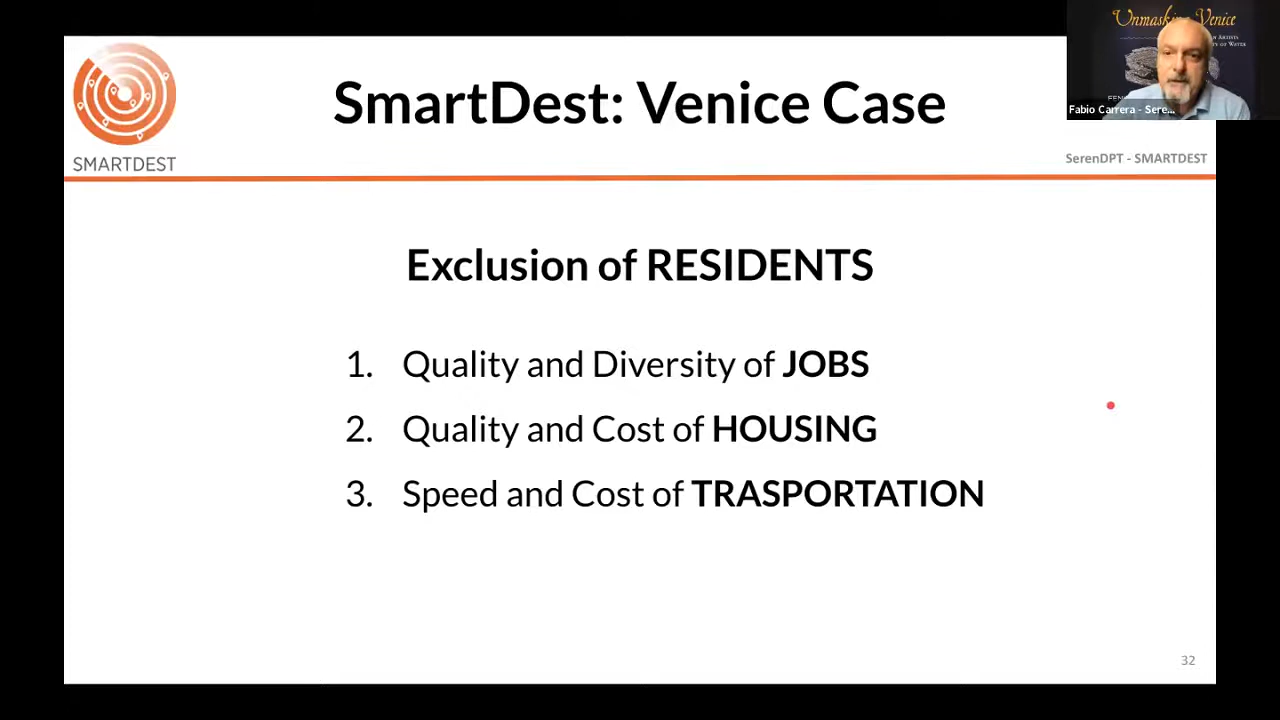 Unmasking Venice
SmartDest: Venice Case
Fabio Carrera - Sere...
SMARTDEST
SerenDPT - SMARTDEST
Exclusion of RESIDENTS
1. Quality and Diversity of JOBS
2. Quality and Cost of HOUSING
3. Speed and Cost of TRASPORTATION
32